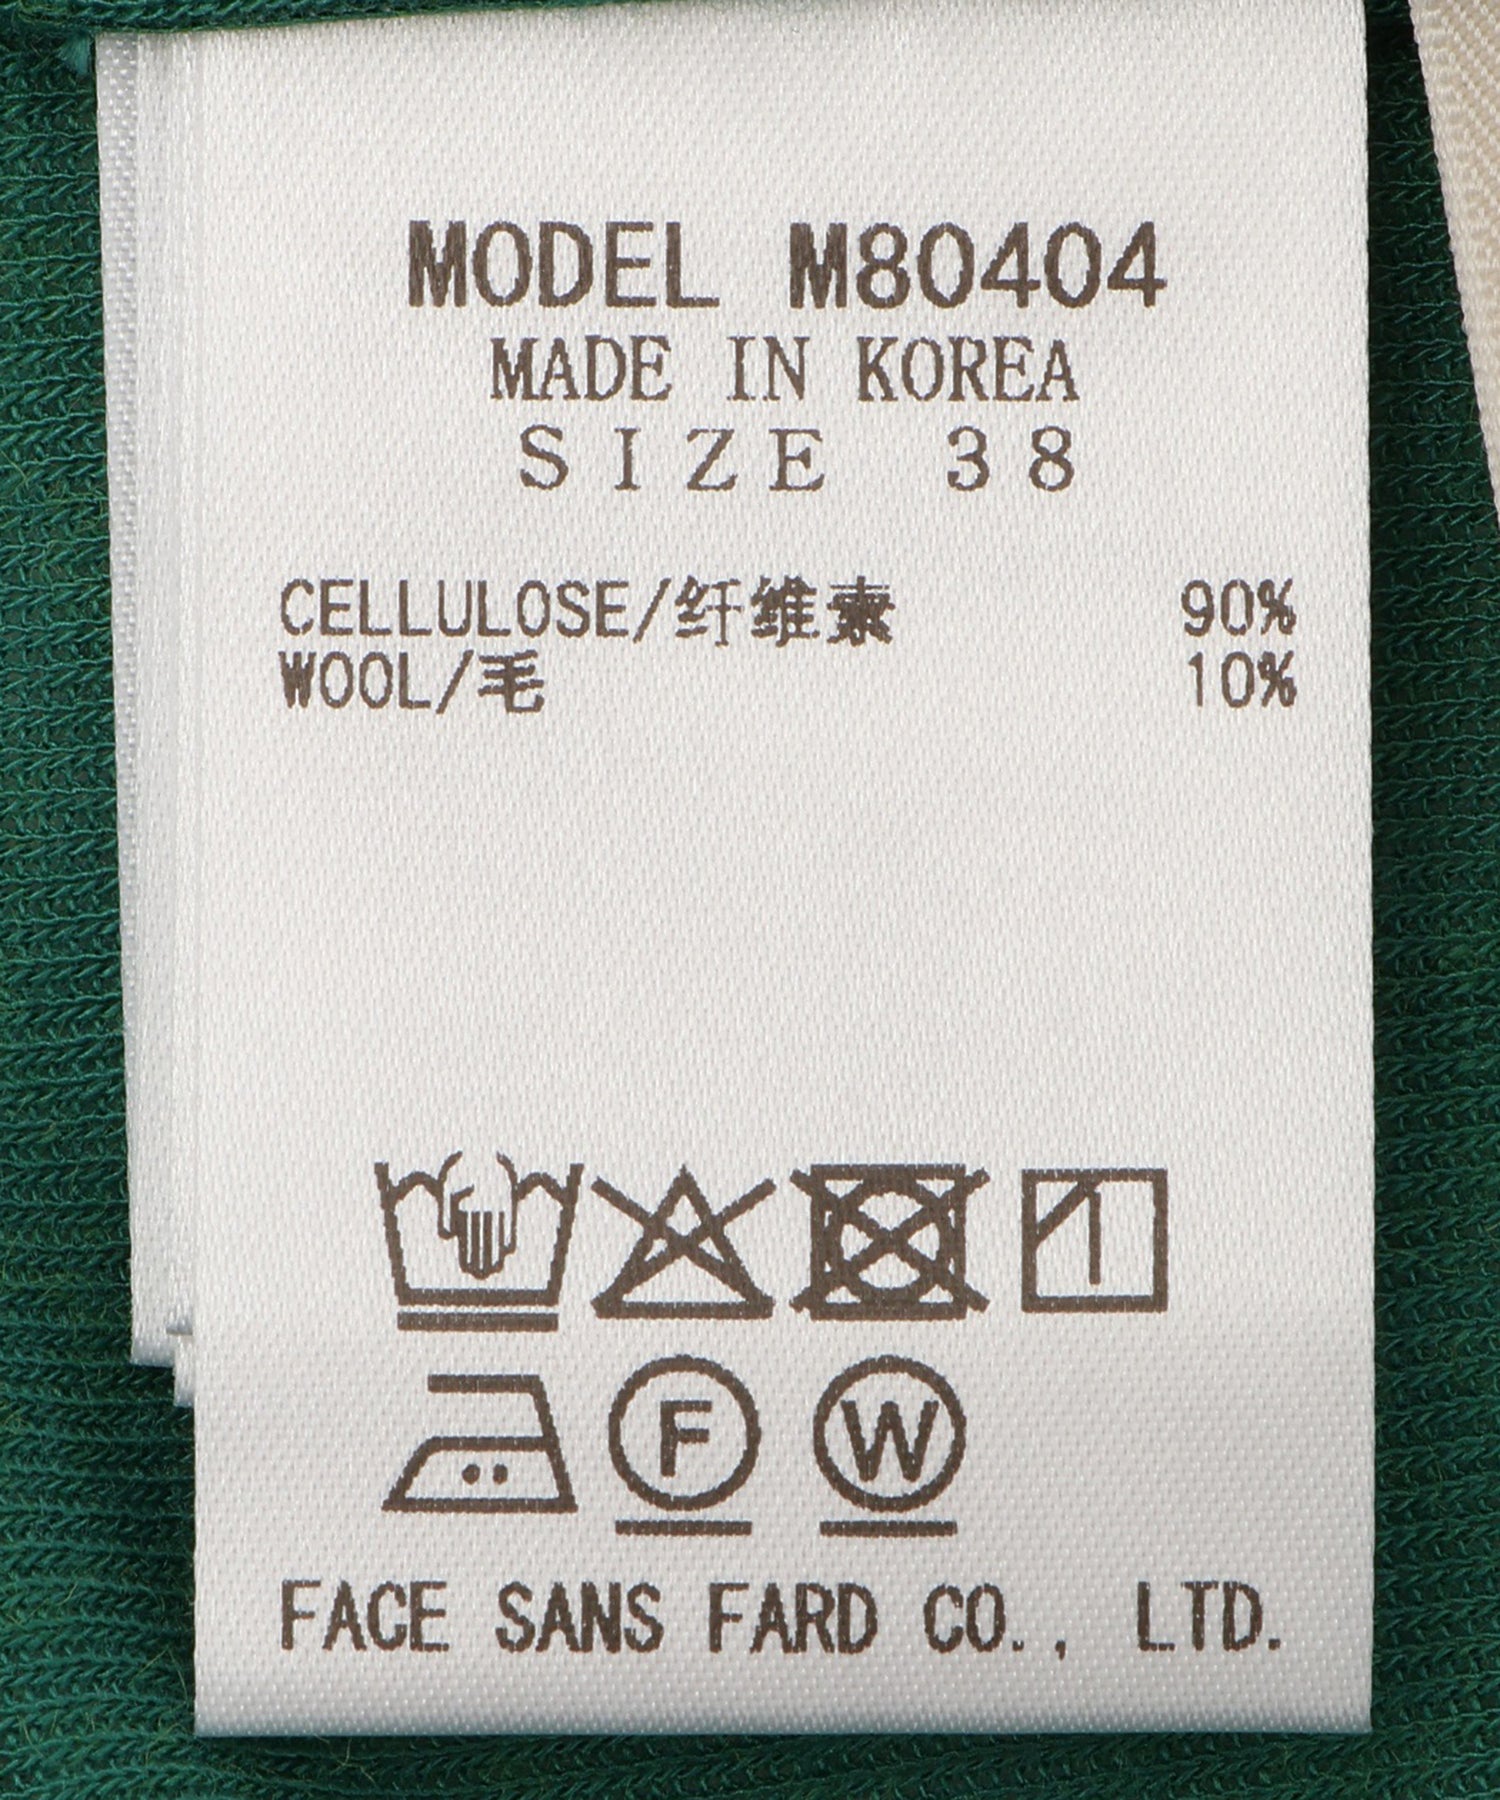 MODEL M80404
MADE IN KOREA
SIZE 38
CELLULOSE/纤维素 90%
WOOL/毛 10%
F W
FACE SANS FARD CO., LTD.